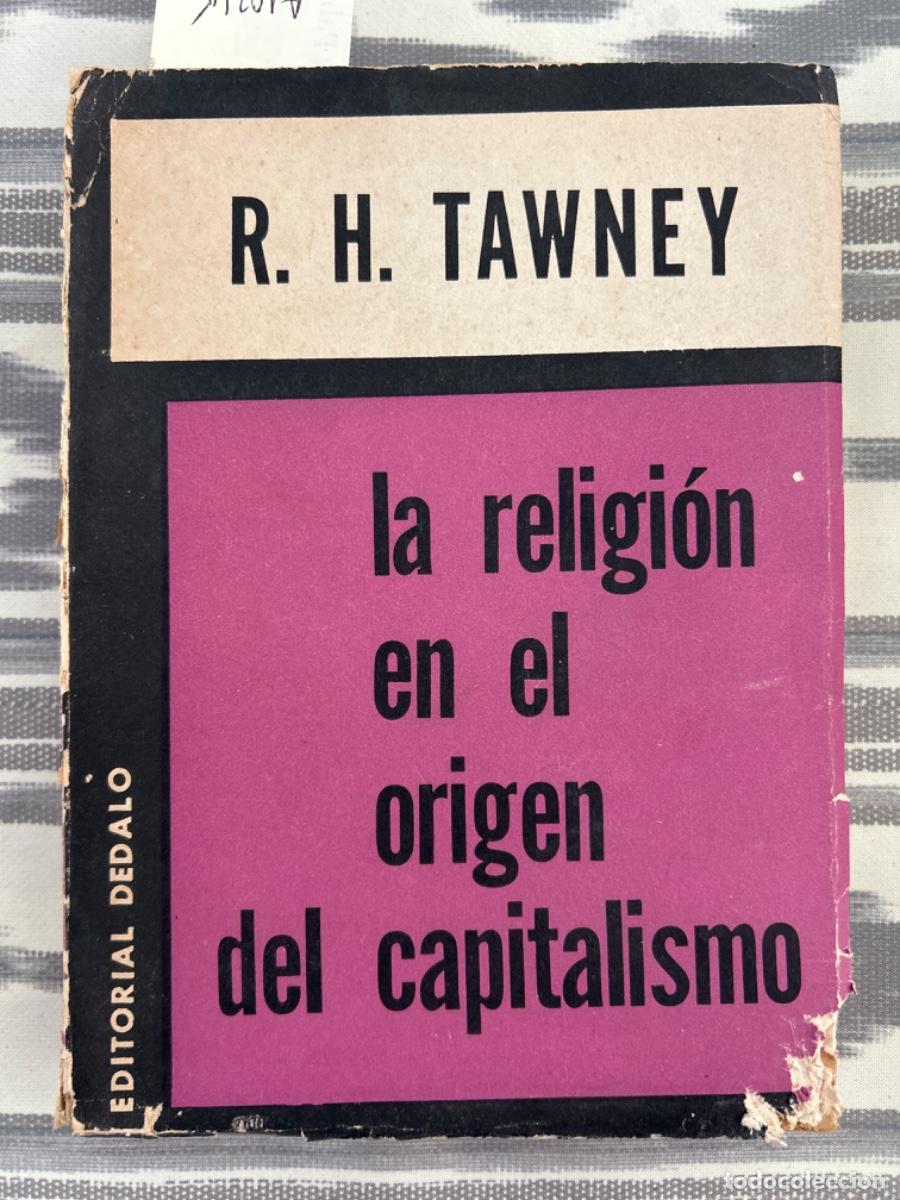 R. H. TAWNEY
la religión
en el
origen
del capitalismo
EDITORIAL DEDALO
todocoleccion